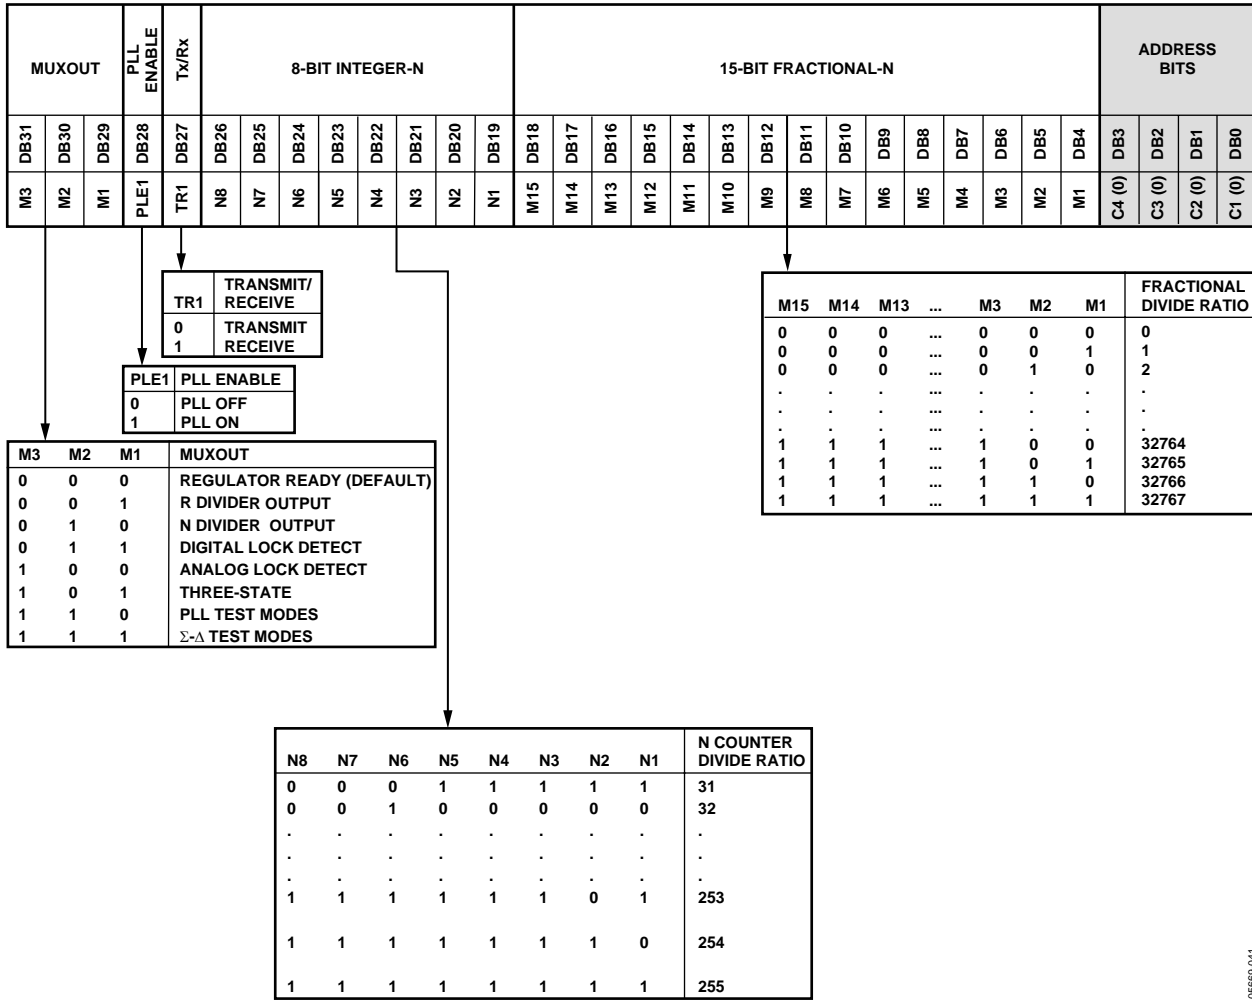 MUXOUT
PLL ENABLE
Tx/Rx
8-BIT INTEGER-N
15-BIT FRACTIONAL-N
ADDRESS BITS
DB31 DB30 DB29 DB28 DB27 DB26 DB25 DB24 DB23 DB22 DB21 DB20 DB19 DB18 DB17 DB16 DB15 DB14 DB13 DB12 DB11 DB10 DB9 DB8 DB7 DB6 DB5 DB4 DB3 DB2 DB1 DB0
M3 M2 M1 PLE1 TR1 N8 N7 N6 N5 N4 N3 N2 N1 M15 M14 M13 M12 M11 M10 M9 M8 M7 M6 M5 M4 M3 M2 M1 C4 (0) C3 (0) C2 (0) C1 (0)
TR1 TRANSMIT/ RECEIVE
0 TRANSMIT
1 RECEIVE
PLE1 PLL ENABLE
0 PLL OFF
1 PLL ON
M3 M2 M1 MUXOUT
0 0 0 REGULATOR READY (DEFAULT)
0 0 1 R DIVIDER OUTPUT
0 1 0 N DIVIDER OUTPUT
0 1 1 DIGITAL LOCK DETECT
1 0 0 ANALOG LOCK DETECT
1 0 1 THREE-STATE
1 1 0 PLL TEST MODES
1 1 1 Σ-Δ TEST MODES
M15 M14 M13 ... M3 M2 M1 FRACTIONAL DIVIDE RATIO
0 0 0 ... 0 0 0 0
0 0 0 ... 0 0 1 1
0 0 0 ... 0 1 0 2
. . . ... . . . .
. . . ... . . . .
. . . ... . . . .
1 1 1 ... 1 0 0 32764
1 1 1 ... 1 0 1 32765
1 1 1 ... 1 1 0 32766
1 1 1 ... 1 1 1 32767
N8 N7 N6 N5 N4 N3 N2 N1 N COUNTER DIVIDE RATIO
0 0 0 1 1 1 1 1 31
0 0 1 0 0 0 0 0 32
. . . . . . . . .
. . . . . . . . .
. . . . . . . . .
1 1 1 1 1 1 0 1 253
1 1 1 1 1 1 1 0 254
1 1 1 1 1 1 1 1 255
05669-041